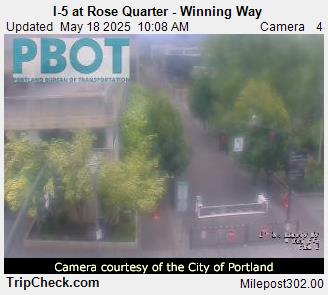 I-5 at Rose Quarter - Winning Way
Updated May 18 2025 10:08 AM Camera 4
PBOT
PORTLAND BUREAU OF TRANSPORTATION
Camera courtesy of the City of Portland
TripCheck.com Milepost302.00